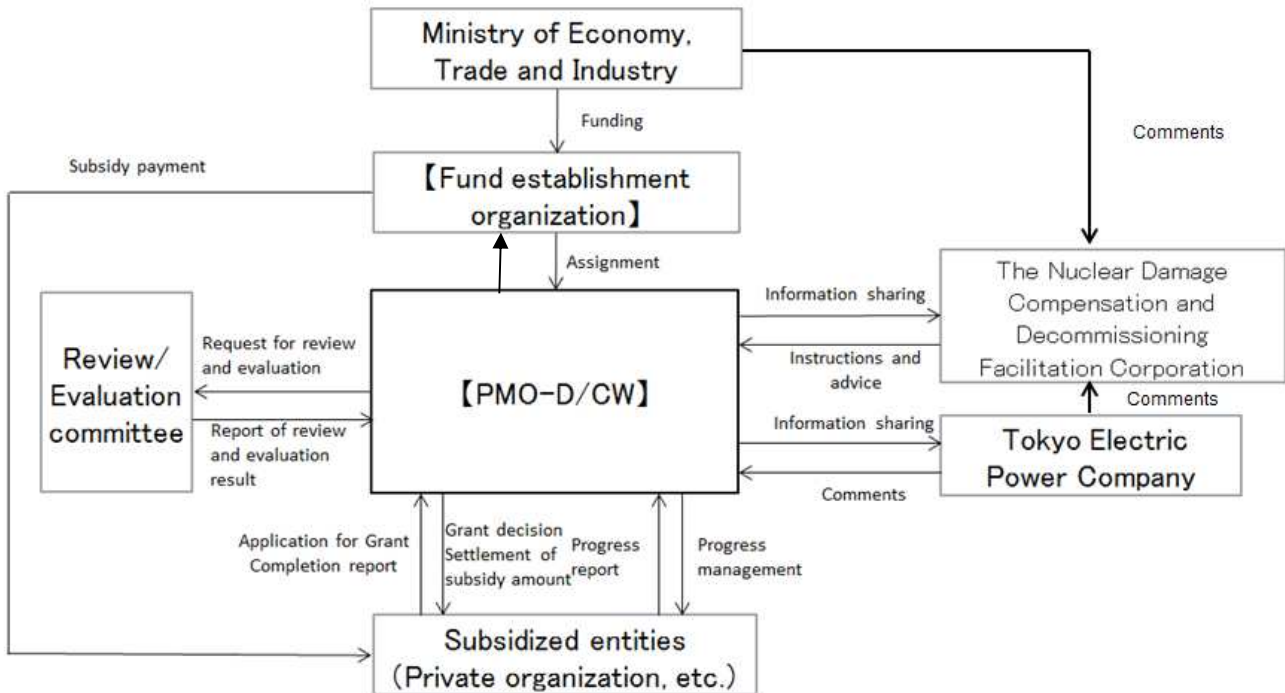 Ministry of Economy,
Trade and Industry
Funding
Comments
Subsidy payment
【Fund establishment
organization】
Assignment
The Nuclear Damage
Compensation and
Decommissioning
Facilitation Corporation
Information sharing
Instructions and
advice
Review/
Evaluation
committee
Request for review
and evaluation
Report of review
and evaluation
result
【PMO-D/CW】
Comments
Information sharing
Tokyo Electric
Power Company
Comments
Application for Grant
Completion report
Grant decision
Settlement of
subsidy amount
Progress
report
Progress
management
Subsidized entities
(Private organization, etc.)